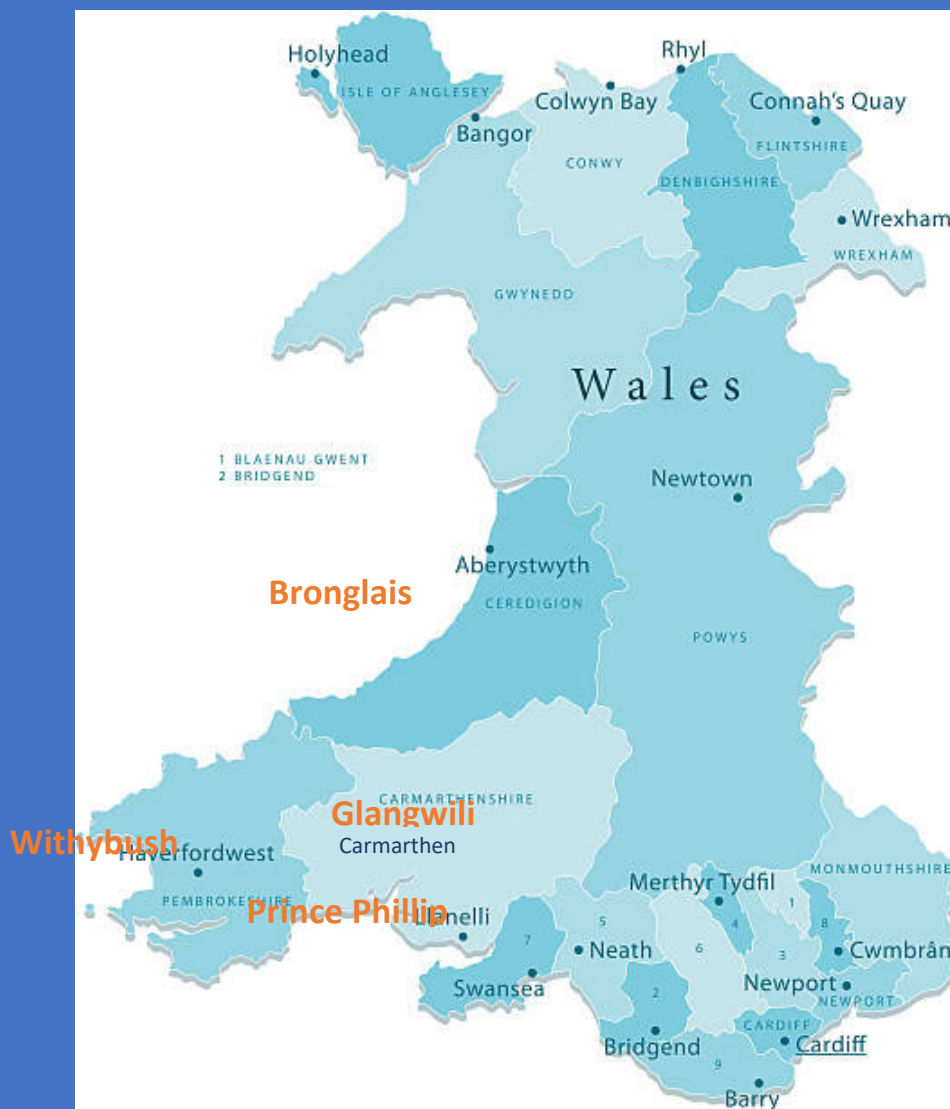 Holyhead
Rhyl
ISLE OF ANGLESEY
Colwyn Bay
Connah's Quay
Bangor
FLINTSHIRE
CONWY
DENBIGHSHIRE
Wrexham
WREXHAM
GWYNEDD
Wales
1 BLAENAU GWENT
2 BRIDGEND
Newtown
Aberystwyth
Bronglais
CEREDIGION
POWYS
CARMARTHENSHIRE
Glangwili
Carmarthen
Withybush
Haverfordwest
MONMOUTHSHIRE
Merthyr Tydfil
PEMBROKESHIRE
Prince Phillip
Llanelli
1
4
8
5
7
6
3
Neath
Cwmbrân
Swansea
2
Newport
NEWPORT
CARDIFF
Bridgend
Cardiff
9
Barry